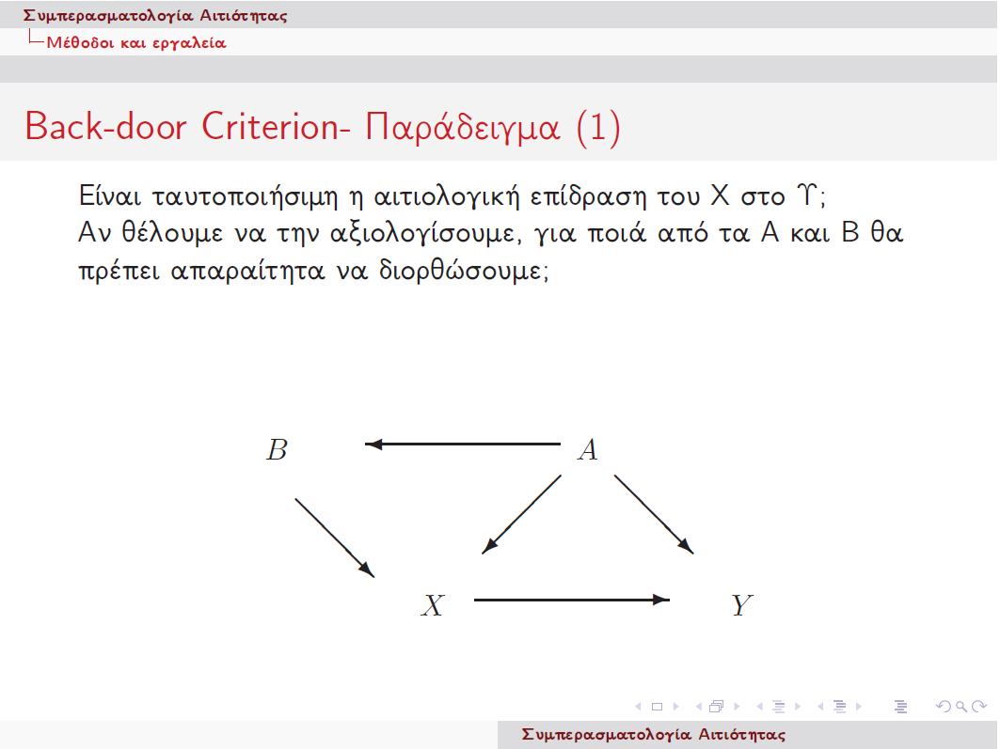 Συμπερασματολογία Αιτιότητας
Μέθοδοι και εργαλεία
Back-door Criterion- Παράδειγμα (1)
Είναι ταυτοποιήσιμη η αιτιολογική επίδραση του X στο ϒ;
Αν θέλουμε να την αξιολογίσουμε, για ποιά από τα A και B θα
πρέπει απαραίτητα να διορθώσουμε;
B A
X Y
Συμπερασματολογία Αιτιότητας